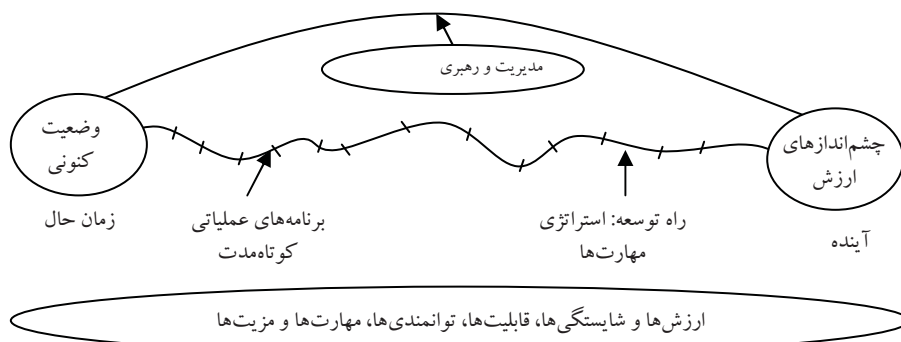 مدیریت و رهبری
وضعیت
کنونی
چشم‌اندازهای
ارزش
زمان حال
برنامه‌های عملیاتی
کوتاه‌مدت
راه توسعه: استراتژی
مهارت‌ها
آینده
ارزش‌ها و شایستگی‌ها، قابلیت‌ها، توانمندی‌ها، مهارت‌ها و مزیت‌ها